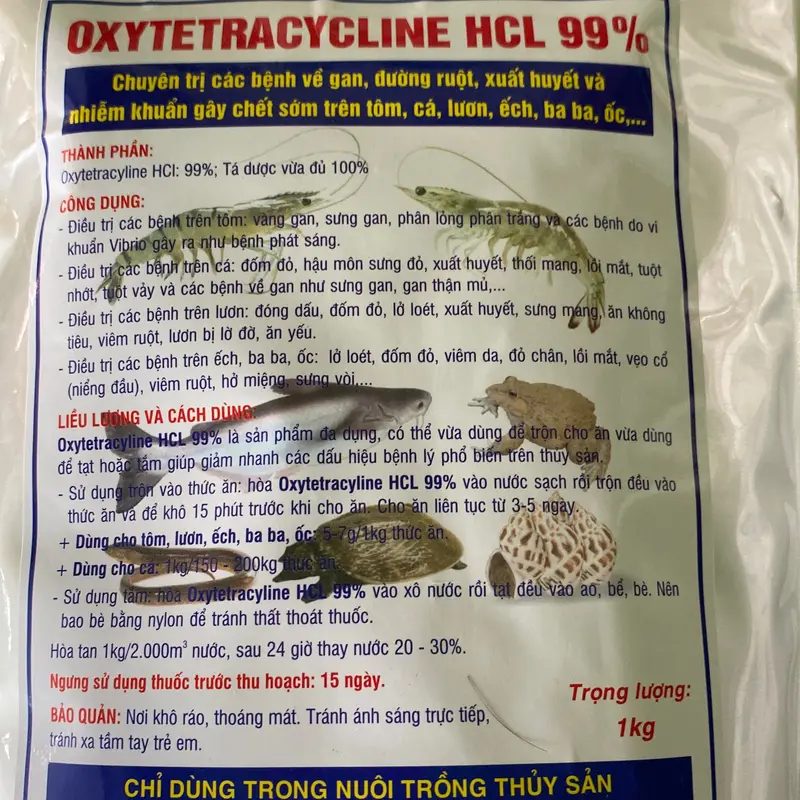 OXYTETRACYCLINE HCL 99%
Chuyên trị các bệnh về gan, đường ruột, xuất huyết và
nhiễm khuẩn gây chết sớm trên tôm, cá, lươn, ếch, ba ba, ốc,...
THÀNH PHẦN:
Oxytetracyline HCl: 99%; Tá dược vừa đủ 100%
CÔNG DỤNG:
- Điều trị các bệnh trên tôm: vàng gan, sưng gan, phân lỏng phân trắng và các bệnh do vi
khuẩn Vibrio gây ra như bệnh phát sáng.
- Điều trị các bệnh trên cá: đốm đỏ, hậu môn sưng đỏ, xuất huyết, thối mang, lồi mắt, tuột
nhớt, tuột vảy và các bệnh về gan như sưng gan, gan thận mủ,...
- Điều trị các bệnh trên lươn: đóng dấu, đốm đỏ, lở loét, xuất huyết, sưng mang, ăn không
tiêu, viêm ruột, lươn bị lờ đờ, ăn yếu.
- Điều trị các bệnh trên ếch, ba ba, ốc: lở loét, đốm đỏ, viêm da, đỏ chân, lồi mắt, vẹo cổ
(niểng đầu), viêm ruột, hở miệng, sưng vòi,...
LIỀU LƯỢNG VÀ CÁCH DÙNG:
Oxytetracyline HCL 99% là sản phẩm đa dụng, có thể vừa dùng để trộn cho ăn vừa dùng
để tạt hoặc tắm giúp giảm nhanh các dấu hiệu bệnh lý phổ biến trên thuỷ sản.
- Sử dụng trộn vào thức ăn: hòa Oxytetracyline HCL 99% vào nước sạch rồi trộn đều vào
thức ăn và để khô 15 phút trước khi cho ăn. Cho ăn liên tục từ 3-5 ngày.
+ Dùng cho tôm, lươn, ếch, ba ba, ốc: 5-7g/1kg thức ăn.
+ Dùng cho cá: 1kg/150 - 200kg thức ăn
- Sử dụng tắm: hòa Oxytetracyline HCL 99% vào xô nước rồi tạt đều vào ao, bể, bè. Nên
bao bè bằng nylon để tránh thất thoát thuốc.
Hòa tan 1kg/2.000m³ nước, sau 24 giờ thay nước 20 - 30%.
Ngưng sử dụng thuốc trước thu hoạch: 15 ngày.
Trọng lượng:
1kg
BẢO QUẢN: Nơi khô ráo, thoáng mát. Tránh ánh sáng trực tiếp,
tránh xa tầm tay trẻ em.
CHỈ DÙNG TRONG NUÔI TRỒNG THỦY SẢN